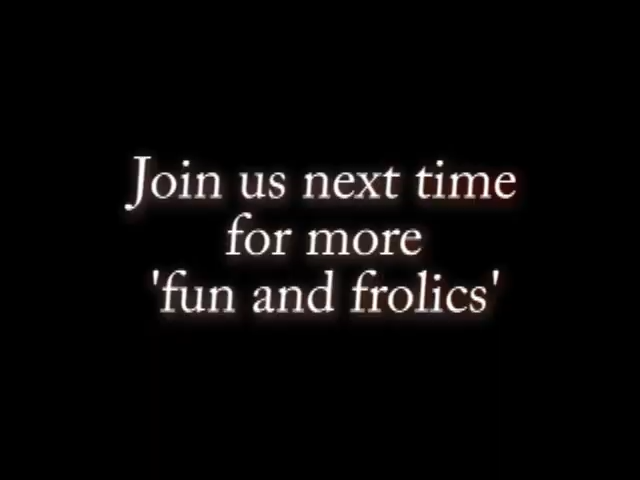 Join us next time
for more
'fun and frolics'